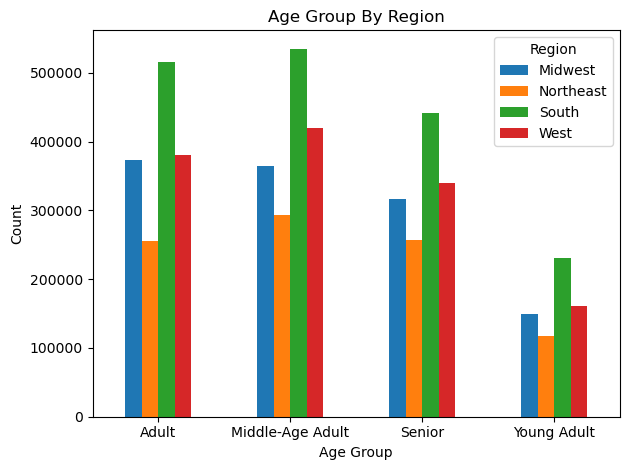 Age Group By Region
Region
Midwest
Northeast
South
West
Count
500000
400000
300000
200000
100000
0
Adult Middle-Age Adult Senior Young Adult
Age Group